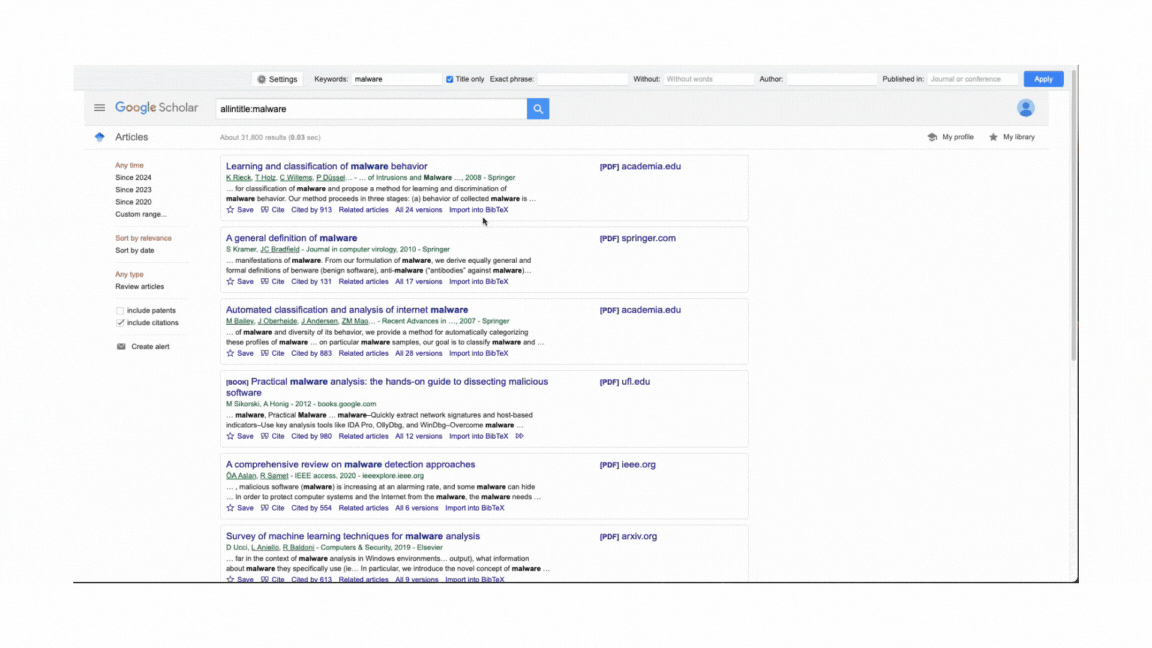 Settings Keywords: malware Title only Exact phrase: Without: Without words Author: Published in: Journal or conference Apply
Google Scholar allintitle:malware
Articles About 31,800 results (0.03 sec) My profile My library
Any time
Since 2024
Since 2023
Since 2020
Custom range...
Sort by relevance
Sort by date
Any type
Review articles
include patents
include citations
Create alert
Learning and classification of malware behavior [PDF] academia.edu
K Rieck, T Holz, C Willems, P Düssel... - ... of Intrusions and Malware ..., 2008 - Springer
... for classification of malware and propose a method for learning and discrimination of
malware behavior. Our method proceeds in three stages: (a) behavior of collected malware is ...
Save Cite Cited by 913 Related articles All 24 versions Import into BibTeX
A general definition of malware [PDF] springer.com
S Kramer, JC Bradfield - Journal in computer virology, 2010 - Springer
... manifestations of malware. From our formulation of malware, we derive equally general and
formal definitions of benware (benign software), anti-malware ("antibodies" against malware)...
Save Cite Cited by 131 Related articles All 17 versions Import into BibTeX
Automated classification and analysis of internet malware [PDF] academia.edu
M Bailey, J Oberheide, J Andersen, ZM Mao... - Recent Advances in ..., 2007 - Springer
... of malware and diversity of its behavior, we provide a method for automatically categorizing
these profiles of malware ... on particular malware samples, our goal is to classify malware and ...
Save Cite Cited by 883 Related articles All 28 versions Import into BibTeX
[BOOK] Practical malware analysis: the hands-on guide to dissecting malicious [PDF] ufl.edu
software
M Sikorski, A Honig - 2012 - books.google.com
... malware, Practical Malware ... malware–Quickly extract network signatures and host-based
indicators–Use key analysis tools like IDA Pro, OllyDbg, and WinDbg–Overcome malware ...
Save Cite Cited by 980 Related articles All 12 versions Import into BibTeX
A comprehensive review on malware detection approaches [PDF] ieee.org
ÖA Aslan, R Samet - IEEE access, 2020 - ieeexplore.ieee.org
... , malicious software (malware) is increasing at an alarming rate, and some malware can hide
... In order to protect computer systems and the Internet from the malware, the malware needs ...
Save Cite Cited by 554 Related articles All 6 versions Import into BibTeX
Survey of machine learning techniques for malware analysis [PDF] arxiv.org
D Ucci, L Aniello, R Baldoni - Computers & Security, 2019 - Elsevier
... far in the context of malware analysis in Windows environments... output), what information
about malware they specifically use (ie... In particular, we introduce the novel concept of malware ...
Save Cite Cited by 613 Related articles All 9 versions Import into BibTeX